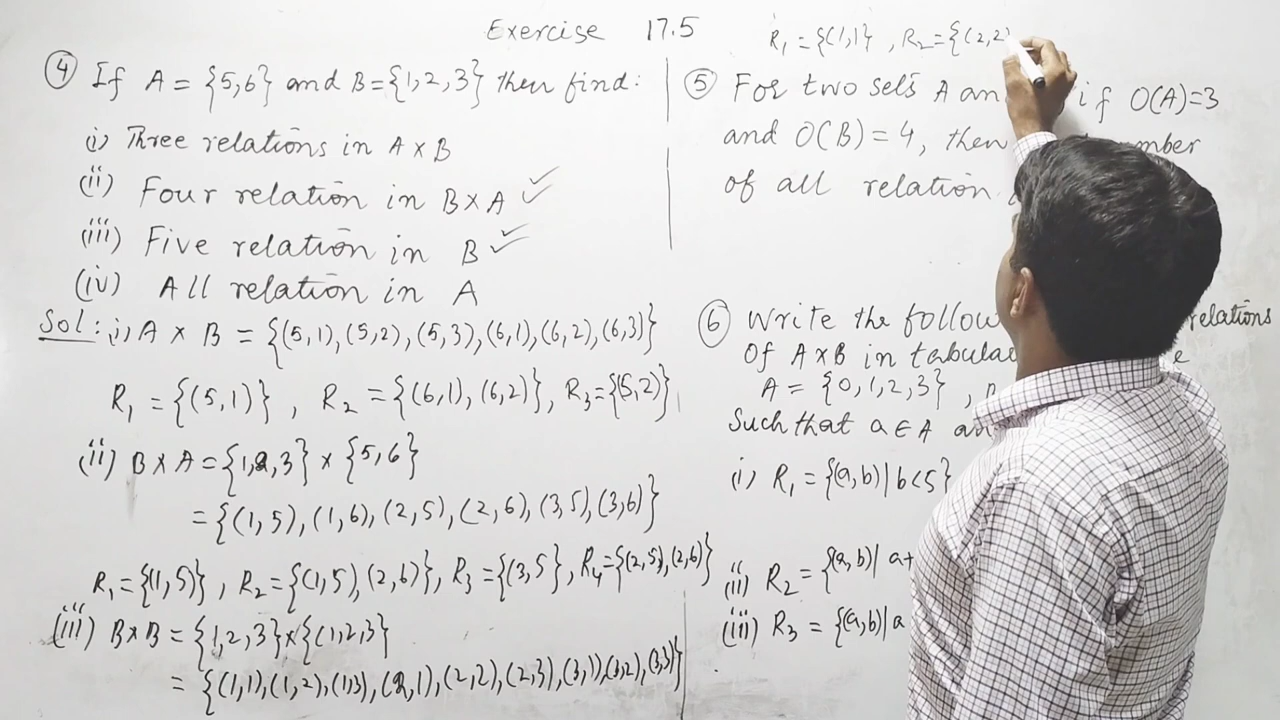 Exercise 17.5
④ If A = {5,6} and B={1,2,3} then find:
(i) Three relations in A × B
(ii) Four relation in B×A ✓
(iii) Five relation in B ✓
(iv) All relation in A
Sol: i) A × B = {(5,1),(5,2),(5,3),(6,1),(6,2),(6,3)}
R₁ = {(5,1)}, R₂ = {(6,1),(6,2)}, R₃={(5,2)}
(ii) B×A = {1,2,3} × {5,6}
= {(1,5),(1,6),(2,5),(2,6),(3,5),(3,6)}
R₁={(1,5)}, R₂={(1,5),(2,6)}, R₃={(3,5}, R₄={(2,5),(2,6)}
(iii) B×B = {1,2,3}×{(1,2,3}
= {(1,1),(1,2),(1,3),(2,1),(2,2),(2,3),(3,1),(3,2),(3,3)}
R₁ = {(1,1}, R₂={(2,2)
⑤ For two sets A an if O(A)=3
and O(B)=4, then mber
of all relation
⑥ Write the follow relations
Of A×B in tabula e
A = {0,1,2,3},
Such that a∈A a
(i) R₁ = {(a,b)|b<5}
(ii) R₂ = {(a,b)| a+
(iii) R₃ = {(a,b)| a